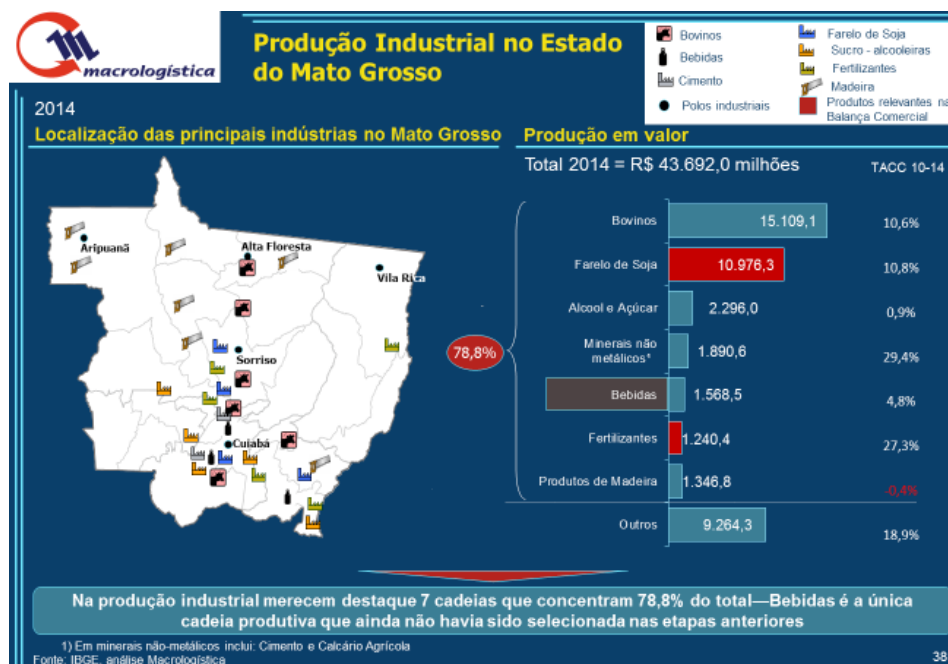 macrologística
Produção Industrial no Estado
do Mato Grosso
Bovinos
Bebidas
Cimento
Polos industriais
Farelo de Soja
Sucro - alcooleiras
Fertilizantes
Madeira
Produtos relevantes na
Balança Comercial
2014
Localização das principais indústrias no Mato Grosso
Produção em valor
Total 2014 = R$ 43.692,0 milhões
TACC 10-14
Aripuanã
Alta Floresta
Vila Rica
Sorriso
Cuiabá
78,8%
Bovinos 15.109,1 10,6%
Farelo de Soja 10.976,3 10,8%
Alcool e Açúcar 2.296,0 0,9%
Minerais não
metálicos¹ 1.890,6 29,4%
Bebidas 1.568,5 4,8%
Fertilizantes 1.240,4 27,3%
Produtos de Madeira 1.346,8 -0,4%
Outros 9.264,3 18,9%
Na produção industrial merecem destaque 7 cadeias que concentram 78,8% do total—Bebidas é a única
cadeia produtiva que ainda não havia sido selecionada nas etapas anteriores
1) Em minerais não-metálicos inclui: Cimento e Calcário Agrícola
Fonte: IBGE, análise Macrologística
38